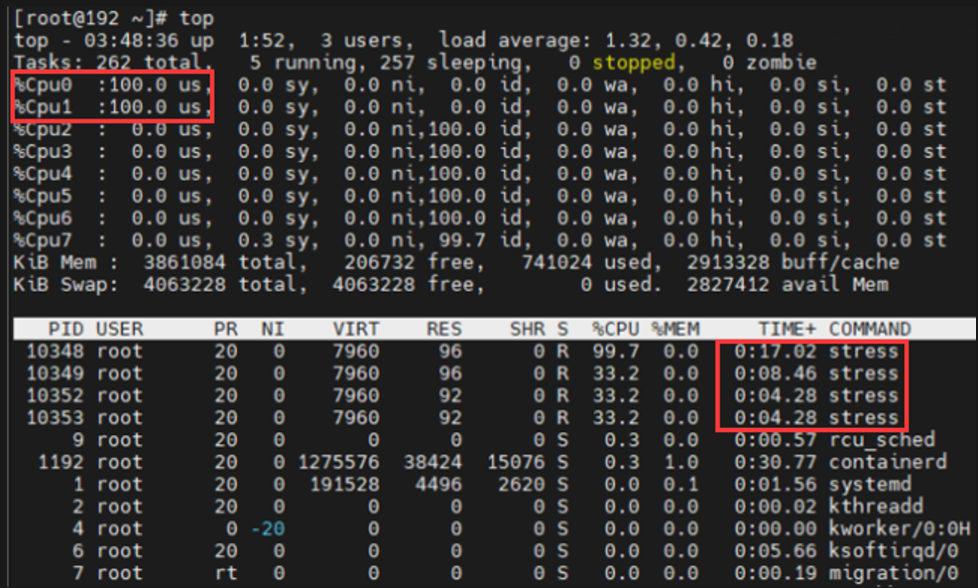 [root@192 ~]# top
top - 03:48:36 up  1:52,  3 users,  load average: 1.32, 0.42, 0.18
Tasks: 262 total,   5 running, 257 sleeping,   0 stopped,   0 zombie
%Cpu0  :100.0 us,  0.0 sy,  0.0 ni,  0.0 id,  0.0 wa,  0.0 hi,  0.0 si,  0.0 st
%Cpu1  :100.0 us,  0.0 sy,  0.0 ni,  0.0 id,  0.0 wa,  0.0 hi,  0.0 si,  0.0 st
%Cpu2  :  0.0 us,  0.0 sy,  0.0 ni,100.0 id,  0.0 wa,  0.0 hi,  0.0 si,  0.0 st
%Cpu3  :  0.0 us,  0.0 sy,  0.0 ni,100.0 id,  0.0 wa,  0.0 hi,  0.0 si,  0.0 st
%Cpu4  :  0.0 us,  0.0 sy,  0.0 ni,100.0 id,  0.0 wa,  0.0 hi,  0.0 si,  0.0 st
%Cpu5  :  0.0 us,  0.0 sy,  0.0 ni,100.0 id,  0.0 wa,  0.0 hi,  0.0 si,  0.0 st
%Cpu6  :  0.0 us,  0.0 sy,  0.0 ni,100.0 id,  0.0 wa,  0.0 hi,  0.0 si,  0.0 st
%Cpu7  :  0.0 us,  0.3 sy,  0.0 ni, 99.7 id,  0.0 wa,  0.0 hi,  0.0 si,  0.0 st
KiB Mem :  3861084 total,   206732 free,   741024 used,  2913328 buff/cache
KiB Swap:  4063228 total,  4063228 free,        0 used.  2827412 avail Mem
PID USER      PR  NI    VIRT    RES    SHR S  %CPU %MEM     TIME+ COMMAND
10348 root      20   0    7960     96      0 R  99.7  0.0   0:17.02 stress
10349 root      20   0    7960     96      0 R  33.2  0.0   0:08.46 stress
10352 root      20   0    7960     92      0 R  33.2  0.0   0:04.28 stress
10353 root      20   0    7960     92      0 R  33.2  0.0   0:04.28 stress
9 root      20   0       0      0      0 S   0.3  0.0   0:00.57 rcu_sched
1192 root      20   0 1275576  38424  15076 S   0.3  1.0   0:30.77 containerd
1 root      20   0  191528   4496   2620 S   0.0  0.1   0:01.56 systemd
2 root      20   0       0      0      0 S   0.0  0.0   0:00.02 kthreadd
4 root       0 -20       0      0      0 S   0.0  0.0   0:00.00 kworker/0:0H
6 root      20   0       0      0      0 S   0.0  0.0   0:05.66 ksoftirqd/0
7 root      rt   0       0      0      0 S   0.0  0.0   0:00.19 migration/0